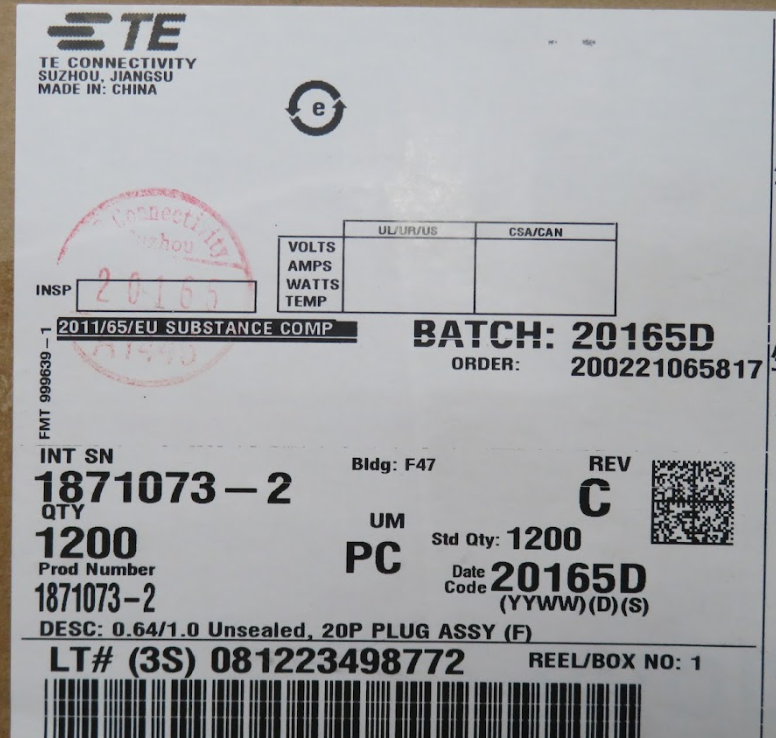 TE
TE CONNECTIVITY
SUZHOU, JIANGSU
MADE IN: CHINA
e
Connectivity
20165
UL/UR/US CSA/CAN
VOLTS
AMPS
WATTS
TEMP
INSP
2011/65/EU SUBSTANCE COMP
BATCH: 20165D
ORDER: 200221065817
FMT 999639-1
INT SN
1871073-2
Bldg: F47
REV
C
QTY
1200
UM
PC
Std Qty: 1200
Prod Number
1871073-2
Date Code 20165D
(YYWW)(D)(S)
DESC: 0.64/1.0 Unsealed, 20P PLUG ASSY (F)
LT# (3S) 081223498772 REEL/BOX NO: 1